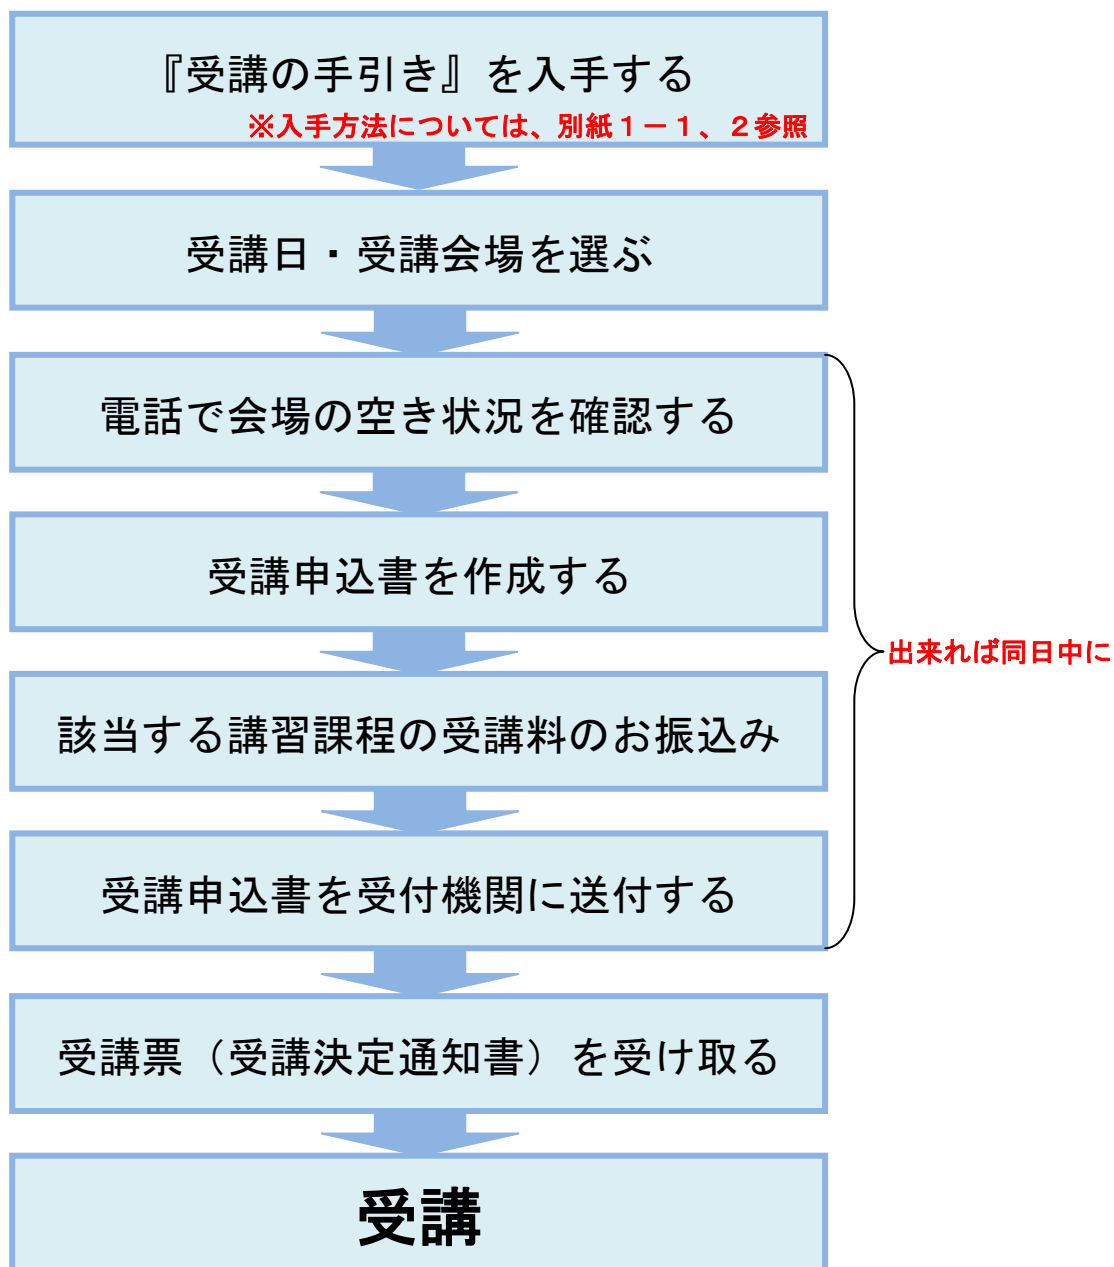 『受講の手引き』を入手する
※入手方法については、別紙１－１、２参照
受講日・受講会場を選ぶ
電話で会場の空き状況を確認する
受講申込書を作成する
出来れば同日中に
該当する講習課程の受講料のお振込み
受講申込書を受付機関に送付する
受講票（受講決定通知書）を受け取る
受講